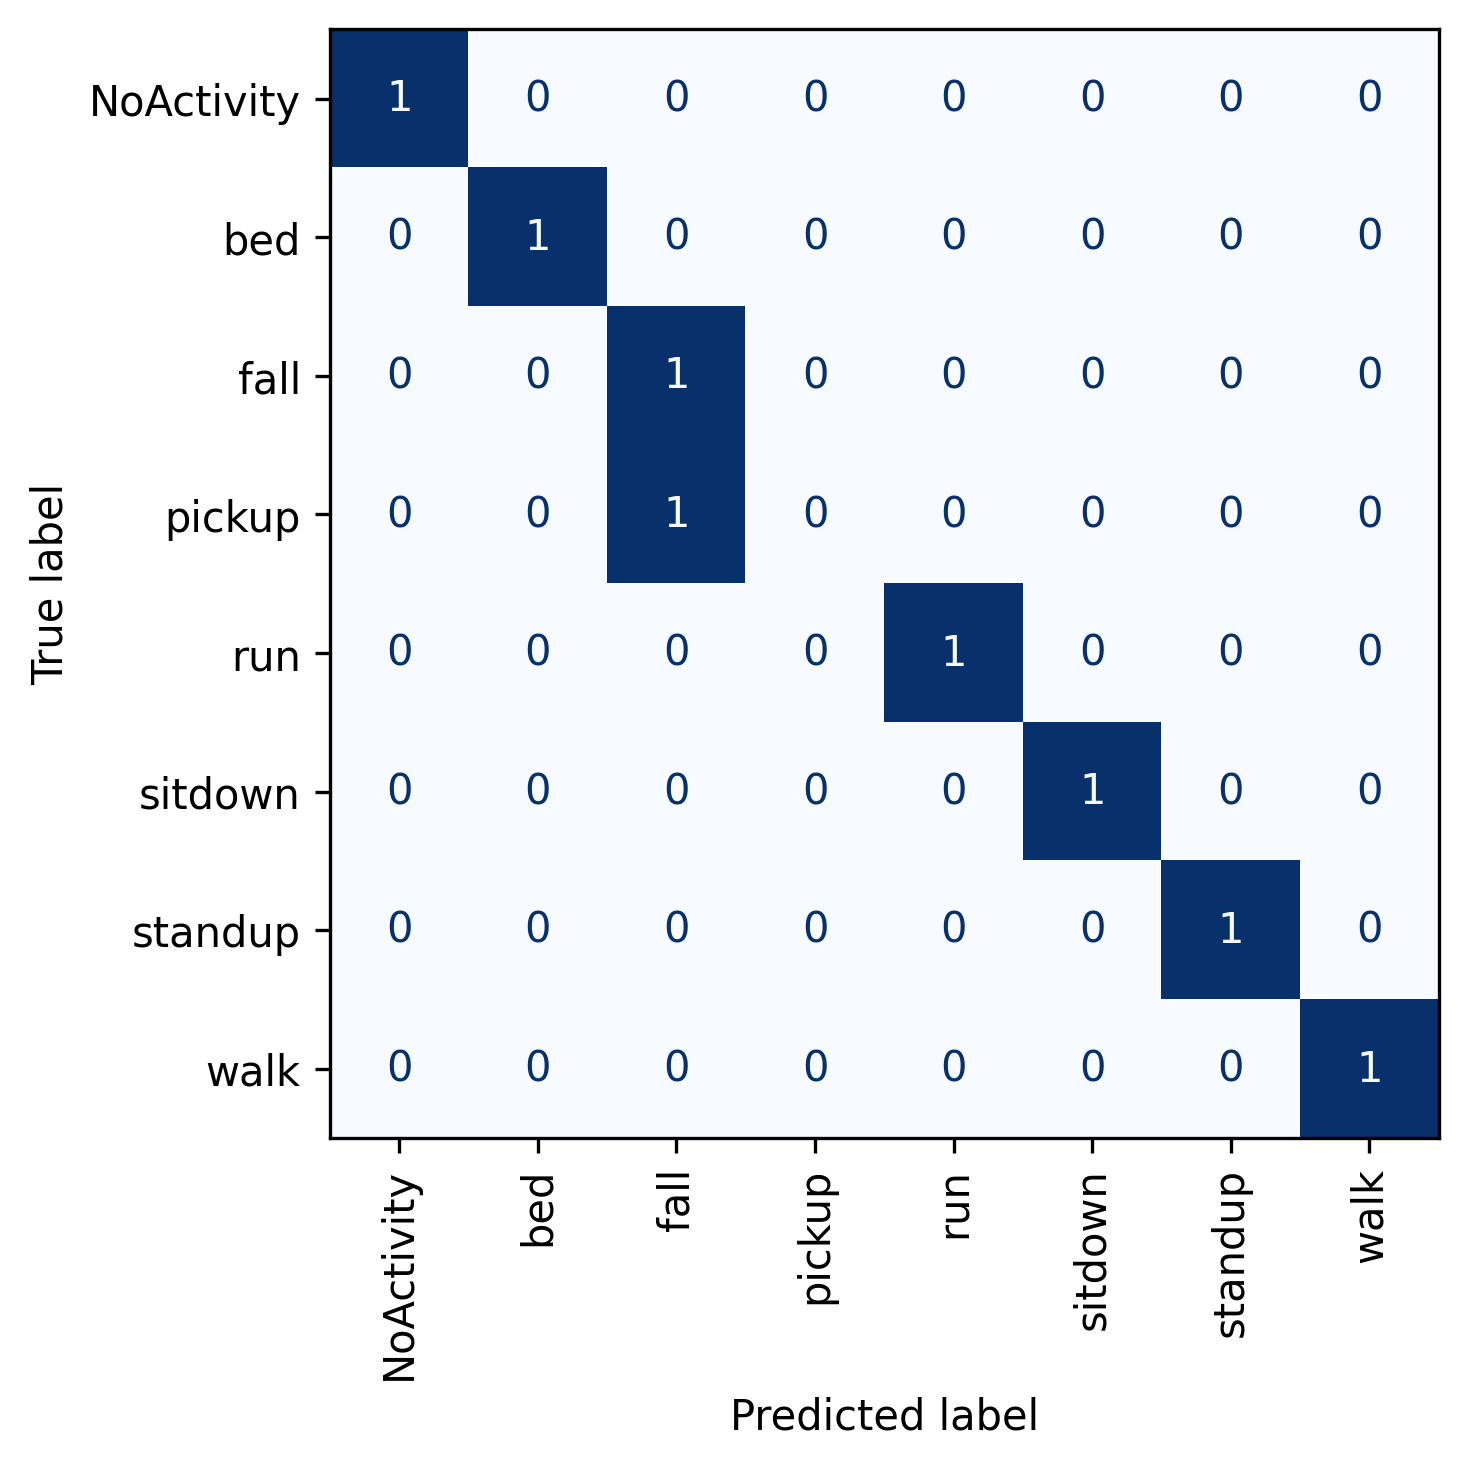 NoActivity 1 0 0 0 0 0 0 0
bed 0 1 0 0 0 0 0 0
fall 0 0 1 0 0 0 0 0
pickup 0 0 1 0 0 0 0 0
run 0 0 0 0 1 0 0 0
sitdown 0 0 0 0 0 1 0 0
standup 0 0 0 0 0 0 1 0
walk 0 0 0 0 0 0 0 1
True label
NoActivity bed fall pickup run sitdown standup walk
Predicted label